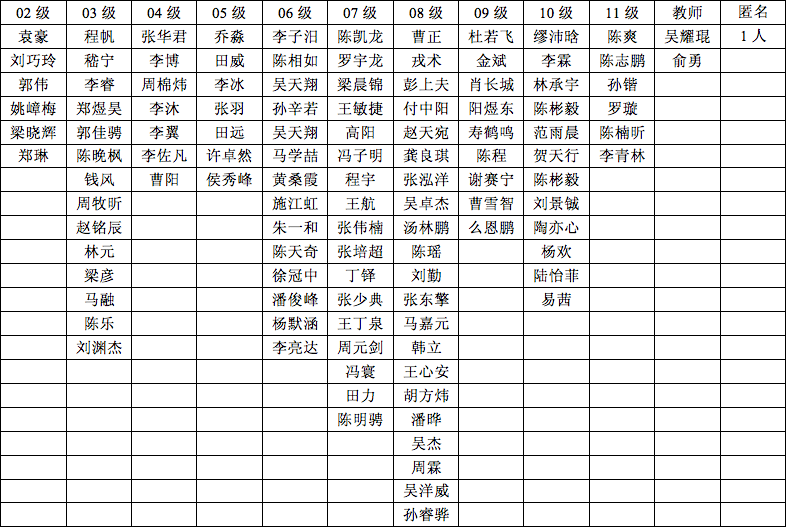 02 级 03 级 04 级 05 级 06 级 07 级 08 级 09 级 10 级 11 级 教师 匿名
袁豪 程帆 张华君 乔淼 李子汨 陈凯龙 曹正 杜若飞 缪沛晗 陈爽 吴耀琨 1 人
刘巧玲 嵇宁 李博 田威 陈相如 罗宇龙 戎术 金斌 李霖 陈志鹏 俞勇
郭伟 李睿 周棉炜 李冰 吴天翔 梁晨锦 彭上夫 肖长城 林承宇 孙锴
姚嶂梅 郑煜昊 李沐 张羽 孙辛若 王敏捷 付中阳 阳煜东 陈彬毅 罗璇
梁晓辉 郭佳骋 李翼 田远 吴天翔 高阳 赵天宛 寿鹤鸣 范雨晨 陈楠昕
郑琳 陈晚枫 李佐凡 许卓然 马学喆 冯子明 龚良琪 陈程 贺天行 李青林
钱风 曹阳 侯秀峰 黄桑霞 程宇 张泓洋 谢赛宁 陈彬毅
周牧昕 施江虹 王航 吴卓杰 曹雪智 刘景铖
赵铭辰 朱一和 张伟楠 汤林鹏 么恩鹏 陶亦心
林元 陈天奇 张培超 陈瑶 杨欢
梁彦 徐冠中 丁铎 刘勤 陆怡菲
马融 潘俊峰 张少典 张东擎 易茜
陈乐 杨默涵 王丁泉 马嘉元
刘渊杰 李亮达 周元剑 韩立
冯寰 王心安
田力 胡方炜
陈明骋 潘晔
吴杰
周霖
吴洋威
孙睿骅